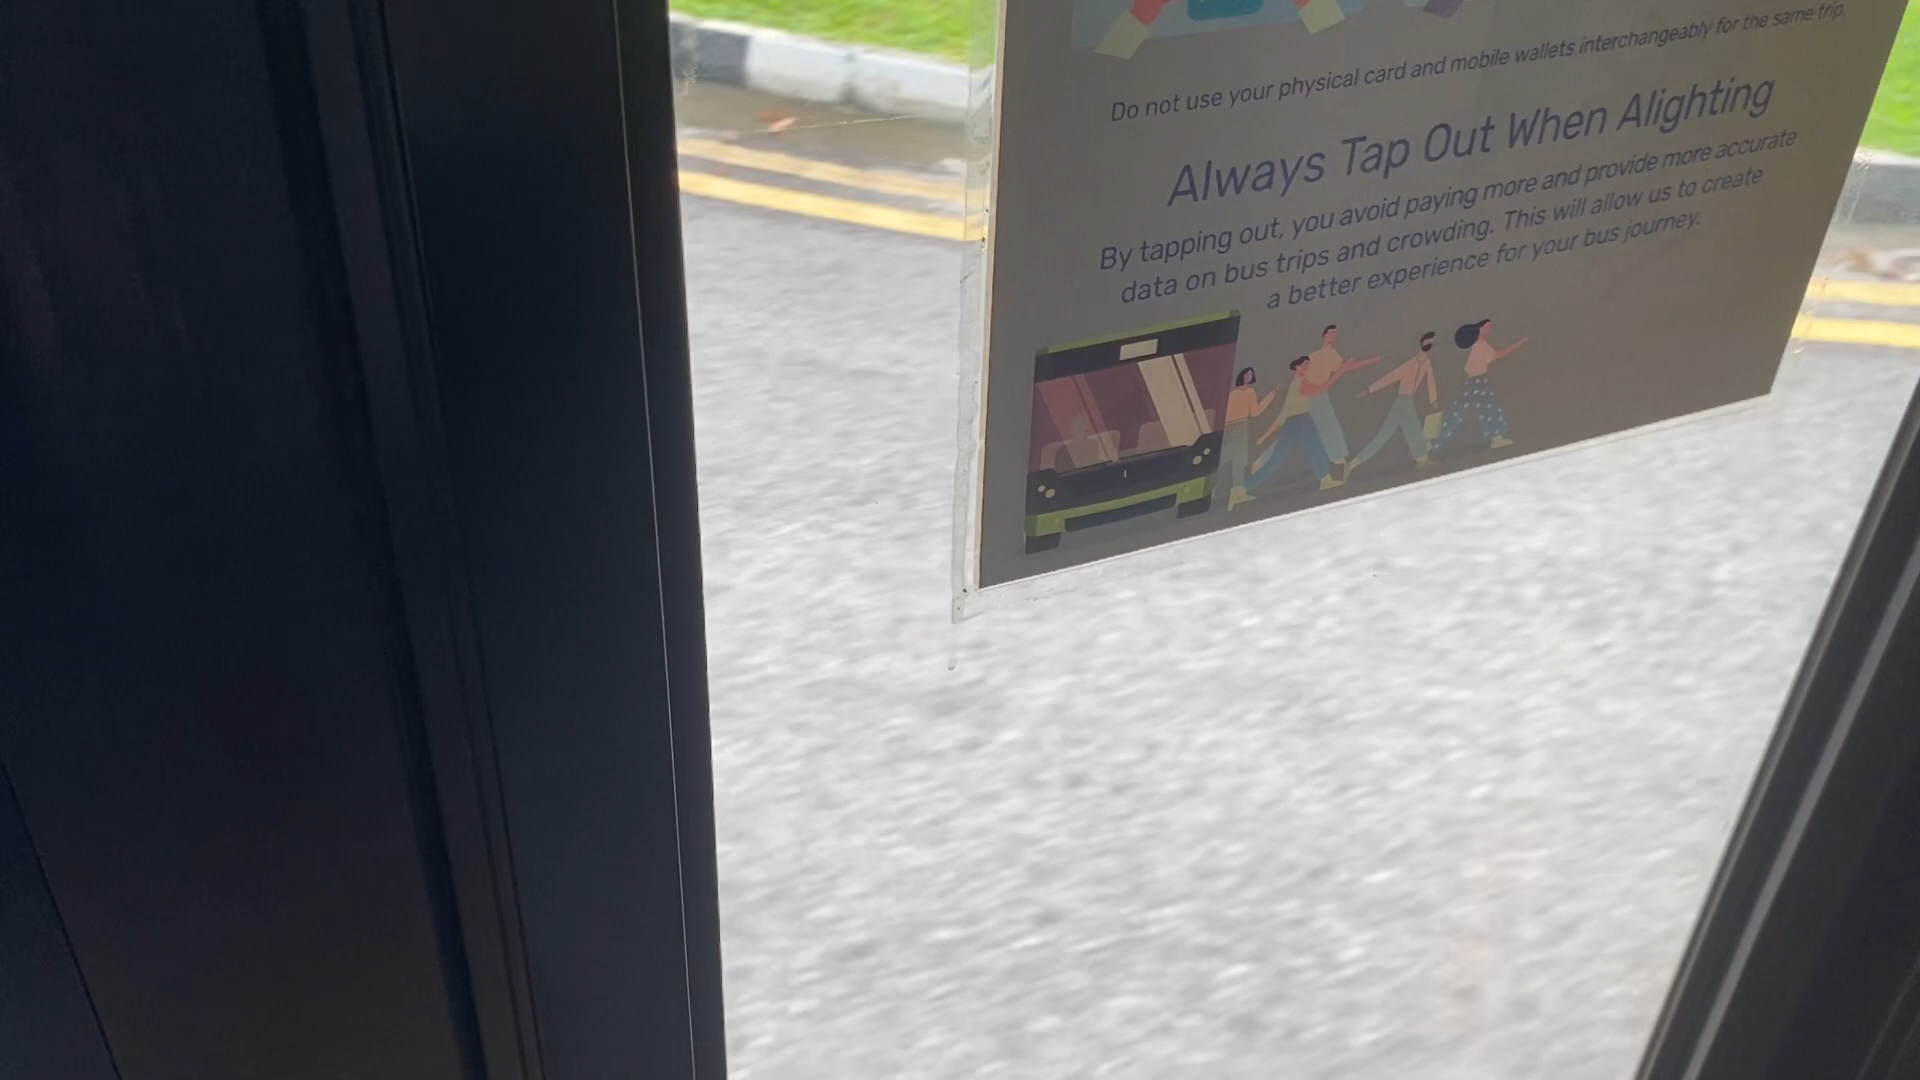 Do not use your physical card and mobile wallets interchangeably for the same trip.
Always Tap Out When Alighting
By tapping out, you avoid paying more and provide more accurate
data on bus trips and crowding. This will allow us to create
a better experience for your bus journey.